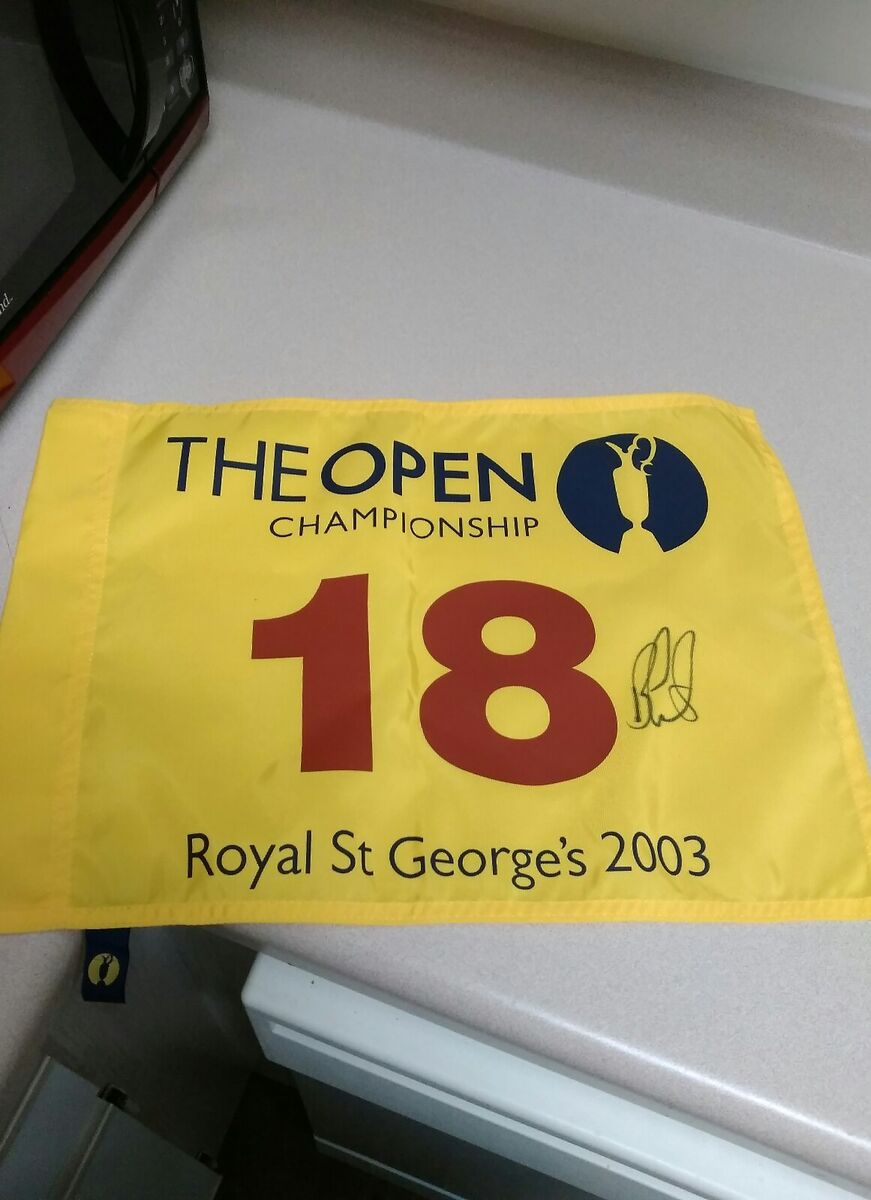 THE OPEN
CHAMPIONSHIP
18
Royal St George's 2003